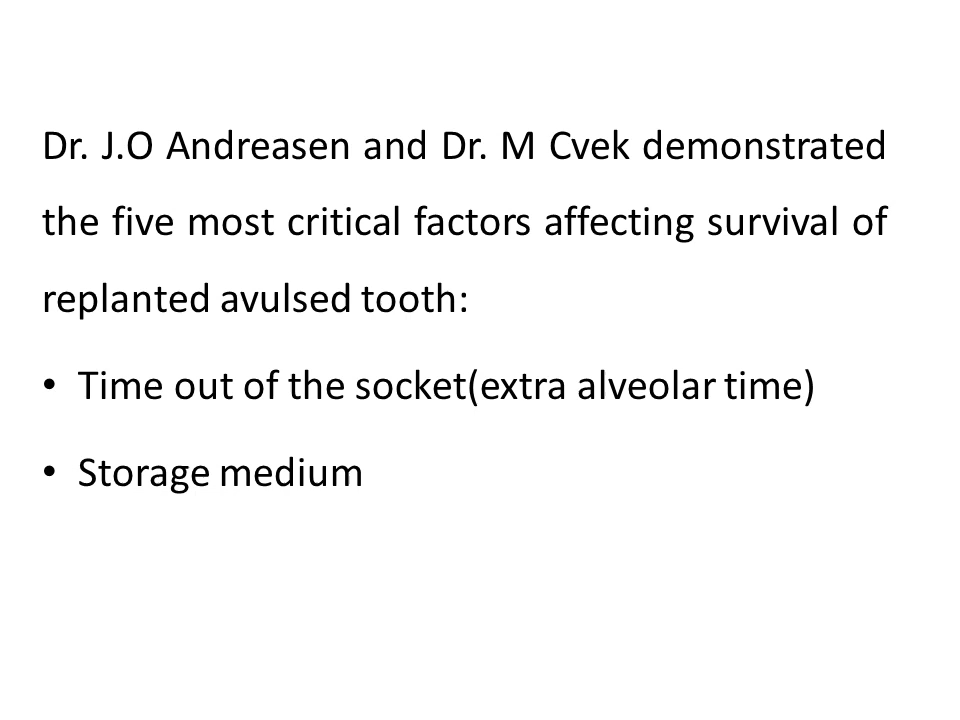 Dr. J.O Andreasen and Dr. M Cvek demonstrated
the five most critical factors affecting survival of
replanted avulsed tooth:
• Time out of the socket(extra alveolar time)
• Storage medium